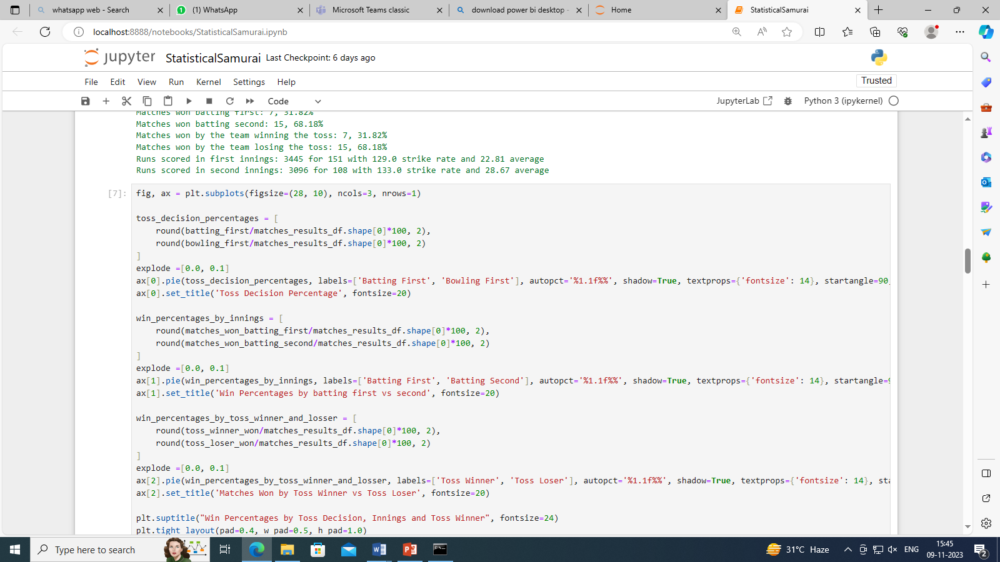 whatsapp web - Search
(1) WhatsApp
Microsoft Teams classic
download power bi desktop -
Home
StatisticalSamurai
localhost:8888/notebooks/StatisticalSamurai.ipynb
jupyter StatisticalSamurai Last Checkpoint: 6 days ago
File Edit View Run Kernel Settings Help
Trusted
Code
JupyterLab
Python 3 (ipykernel)
Matches won batting first: 7, 31.82%
Matches won batting second: 15, 68.18%
Matches won by the team winning the toss: 7, 31.82%
Matches won by the team losing the toss: 15, 68.18%
Runs scored in first innings: 3445 for 151 with 129.0 strike rate and 22.81 average
Runs scored in second innings: 3096 for 108 with 133.0 strike rate and 28.67 average
[7]:
fig, ax = plt.subplots(figsize=(28, 10), ncols=3, nrows=1)
toss_decision_percentages = [
round(batting_first/matches_results_df.shape[0]*100, 2),
round(bowling_first/matches_results_df.shape[0]*100, 2)
]
explode =[0.0, 0.1]
ax[0].pie(toss_decision_percentages, labels=['Batting First', 'Bowling First'], autopct='%1.1f%%', shadow=True, textprops={'fontsize': 14}, startangle=90,
ax[0].set_title('Toss Decision Percentage', fontsize=20)
win_percentages_by_innings = [
round(matches_won_batting_first/matches_results_df.shape[0]*100, 2),
round(matches_won_batting_second/matches_results_df.shape[0]*100, 2)
]
explode =[0.0, 0.1]
ax[1].pie(win_percentages_by_innings, labels=['Batting First', 'Batting Second'], autopct='%1.1f%%', shadow=True, textprops={'fontsize': 14}, startangle=9
ax[1].set_title('Win Percentages by batting first vs second', fontsize=20)
win_percentages_by_toss_winner_and_losser = [
round(toss_winner_won/matches_results_df.shape[0]*100, 2),
round(toss_loser_won/matches_results_df.shape[0]*100, 2)
]
explode =[0.0, 0.1]
ax[2].pie(win_percentages_by_toss_winner_and_losser, labels=['Toss Winner', 'Toss Loser'], autopct='%1.1f%%', shadow=True, textprops={'fontsize': 14}, sta
ax[2].set_title('Matches Won by Toss Winner vs Toss Loser', fontsize=20)
plt.suptitle("Win Percentages by Toss Decision, Innings and Toss Winner", fontsize=24)
plt.tight_layout(pad=0.4, w_pad=0.5, h_pad=1.0)
Type here to search
31°C Haze
ENG
15:45
09-11-2023
2